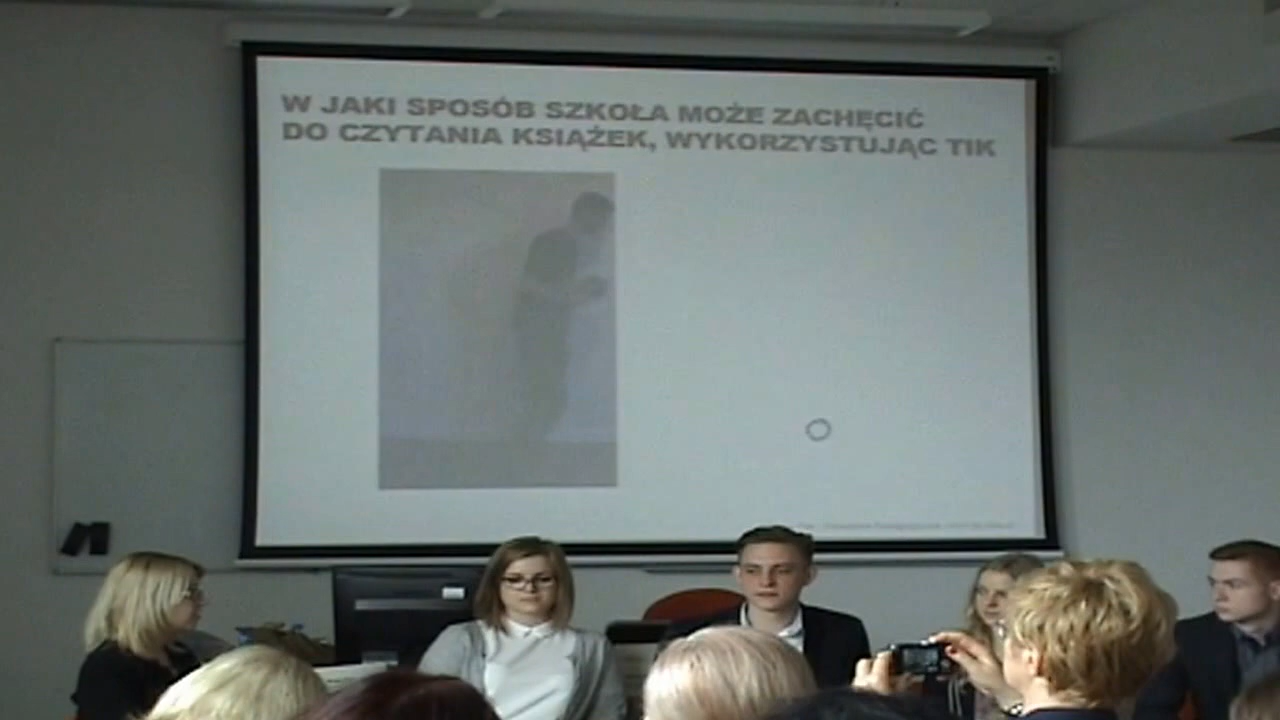 W JAKI SPOSÓB SZKOŁA MOŻE ZACHĘCIĆ
DO CZYTANIA KSIĄŻEK, WYKORZYSTUJĄC TIK